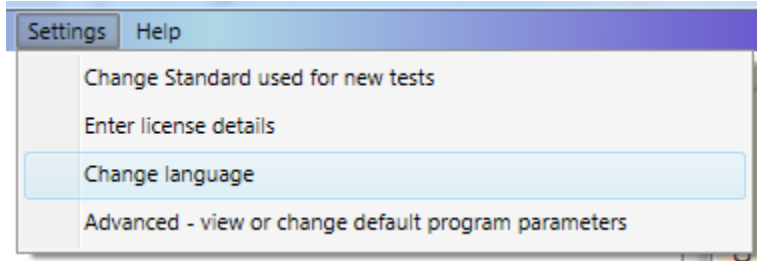 Settings Help
Change Standard used for new tests
Enter license details
Change language
Advanced - view or change default program parameters